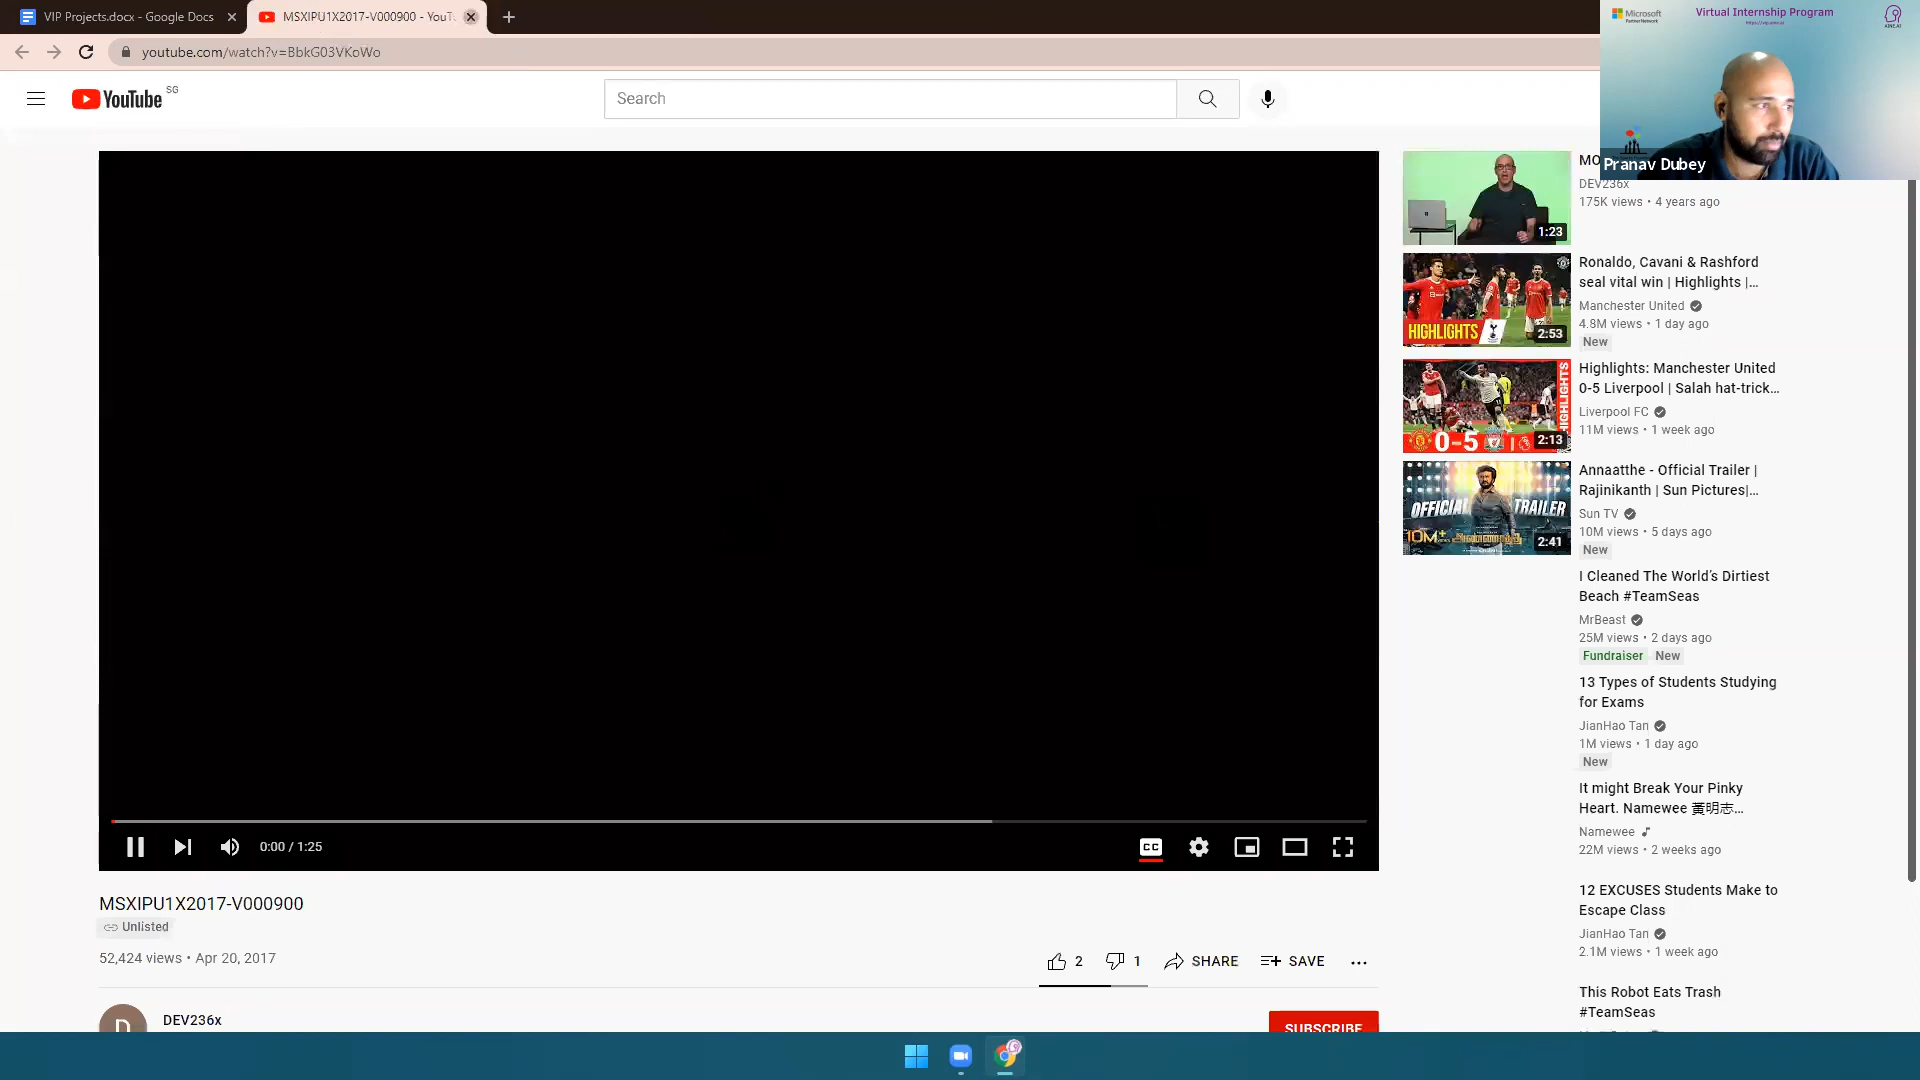 VIP Projects.docx - Google Docs
MSXIPU1X2017-V000900 - YouT
youtube.com/watch?v=BbkG03VKoWo
YouTube SG
Search
Microsoft
Partner Network
Virtual Internship Program
Pranav Dubey
MO
DEV236x
175K views • 4 years ago
1:23
Ronaldo, Cavani & Rashford
seal vital win | Highlights |...
Manchester United
4.8M views • 1 day ago
New
HIGHLIGHTS
2:53
Highlights: Manchester United
0-5 Liverpool | Salah hat-trick...
Liverpool FC
11M views • 1 week ago
HIGHLIGHTS
0-5
2:13
Annaatthe - Official Trailer |
Rajinikanth | Sun Pictures|...
Sun TV
10M views • 5 days ago
New
OFFICIAL TRAILER
10M+
2:41
I Cleaned The World's Dirtiest
Beach #TeamSeas
MrBeast
25M views • 2 days ago
Fundraiser New
13 Types of Students Studying
for Exams
JianHao Tan
1M views • 1 day ago
New
It might Break Your Pinky
Heart. Namewee 黃明志...
Namewee
22M views • 2 weeks ago
12 EXCUSES Students Make to
Escape Class
JianHao Tan
2.1M views • 1 week ago
This Robot Eats Trash
#TeamSeas
0:00 / 1:25
CC
MSXIPU1X2017-V000900
Unlisted
52,424 views • Apr 20, 2017
2 1 SHARE SAVE
D
DEV236x
SUBSCRIBE